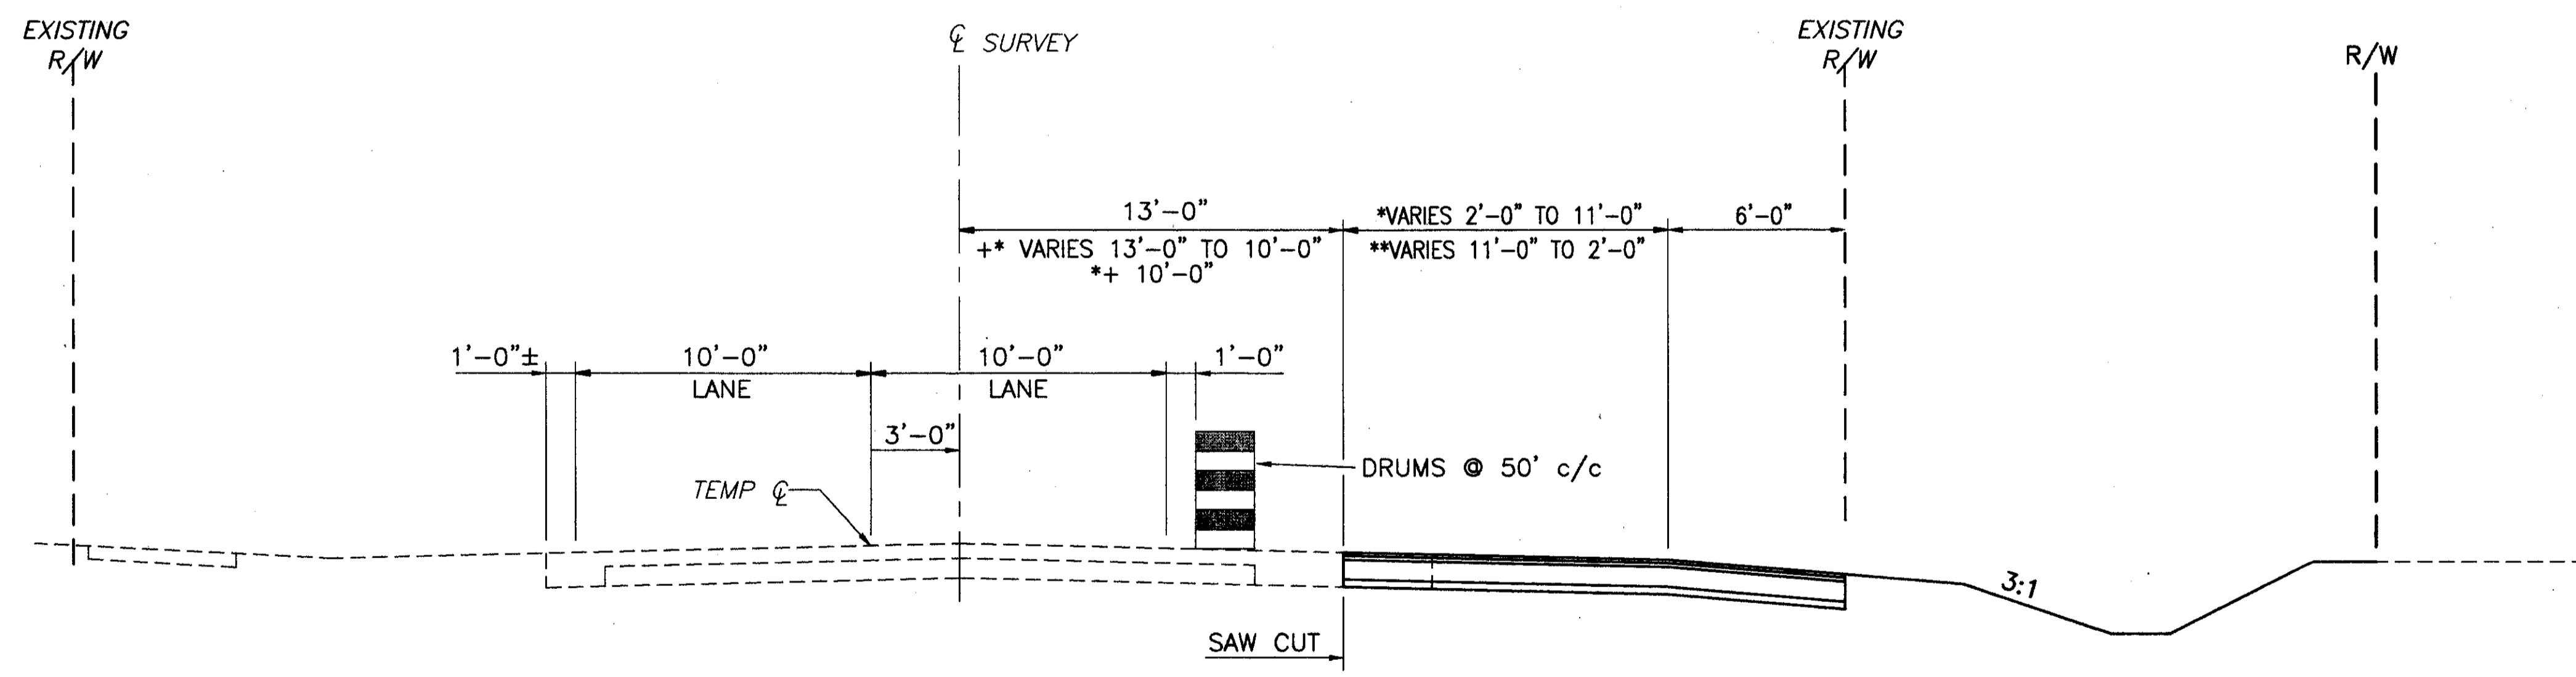 EXISTING
R/W
℄ SURVEY
EXISTING
R/W
R/W
13'-0"
+* VARIES 13'-0" TO 10'-0"
*+ 10'-0"
*VARIES 2'-0" TO 11'-0"
**VARIES 11'-0" TO 2'-0"
6'-0"
1'-0"±
10'-0"
LANE
10'-0"
LANE
1'-0"
3'-0"
TEMP ℄
DRUMS @ 50' c/c
3:1
SAW CUT